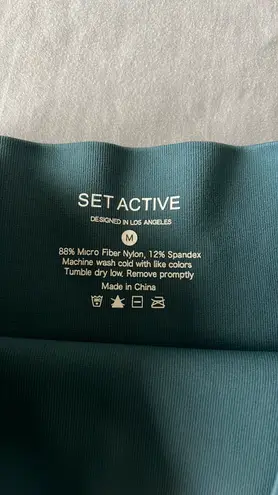 SET ACTIVE
DESIGNED IN LOS ANGELES
M
88% Micro Fiber Nylon, 12% Spandex
Machine wash cold with like colors
Tumble dry low. Remove promptly
Made in China